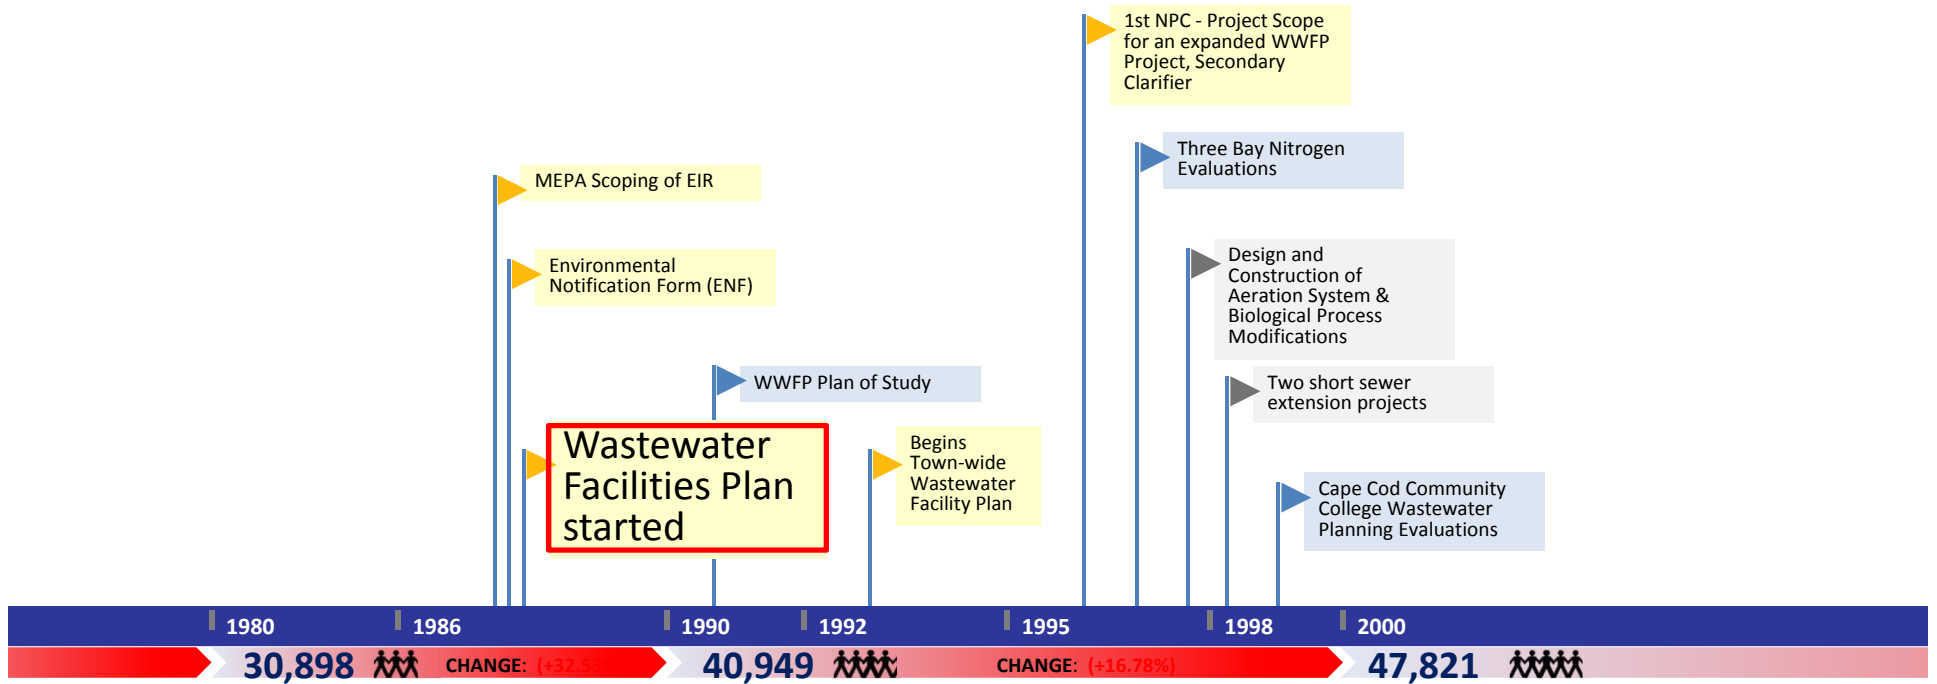 1st NPC - Project Scope
for an expanded WWFP
Project, Secondary
Clarifier
Three Bay Nitrogen
Evaluations
MEPA Scoping of EIR
Environmental
Notification Form (ENF)
Design and
Construction of
Aeration System &
Biological Process
Modifications
WWFP Plan of Study
Two short sewer
extension projects
Wastewater
Facilities Plan
started
Begins
Town-wide
Wastewater
Facility Plan
Cape Cod Community
College Wastewater
Planning Evaluations
1980 1986 1990 1992 1995 1998 2000
30,898 CHANGE: (+32.53 40,949 CHANGE: (+16.78%) 47,821